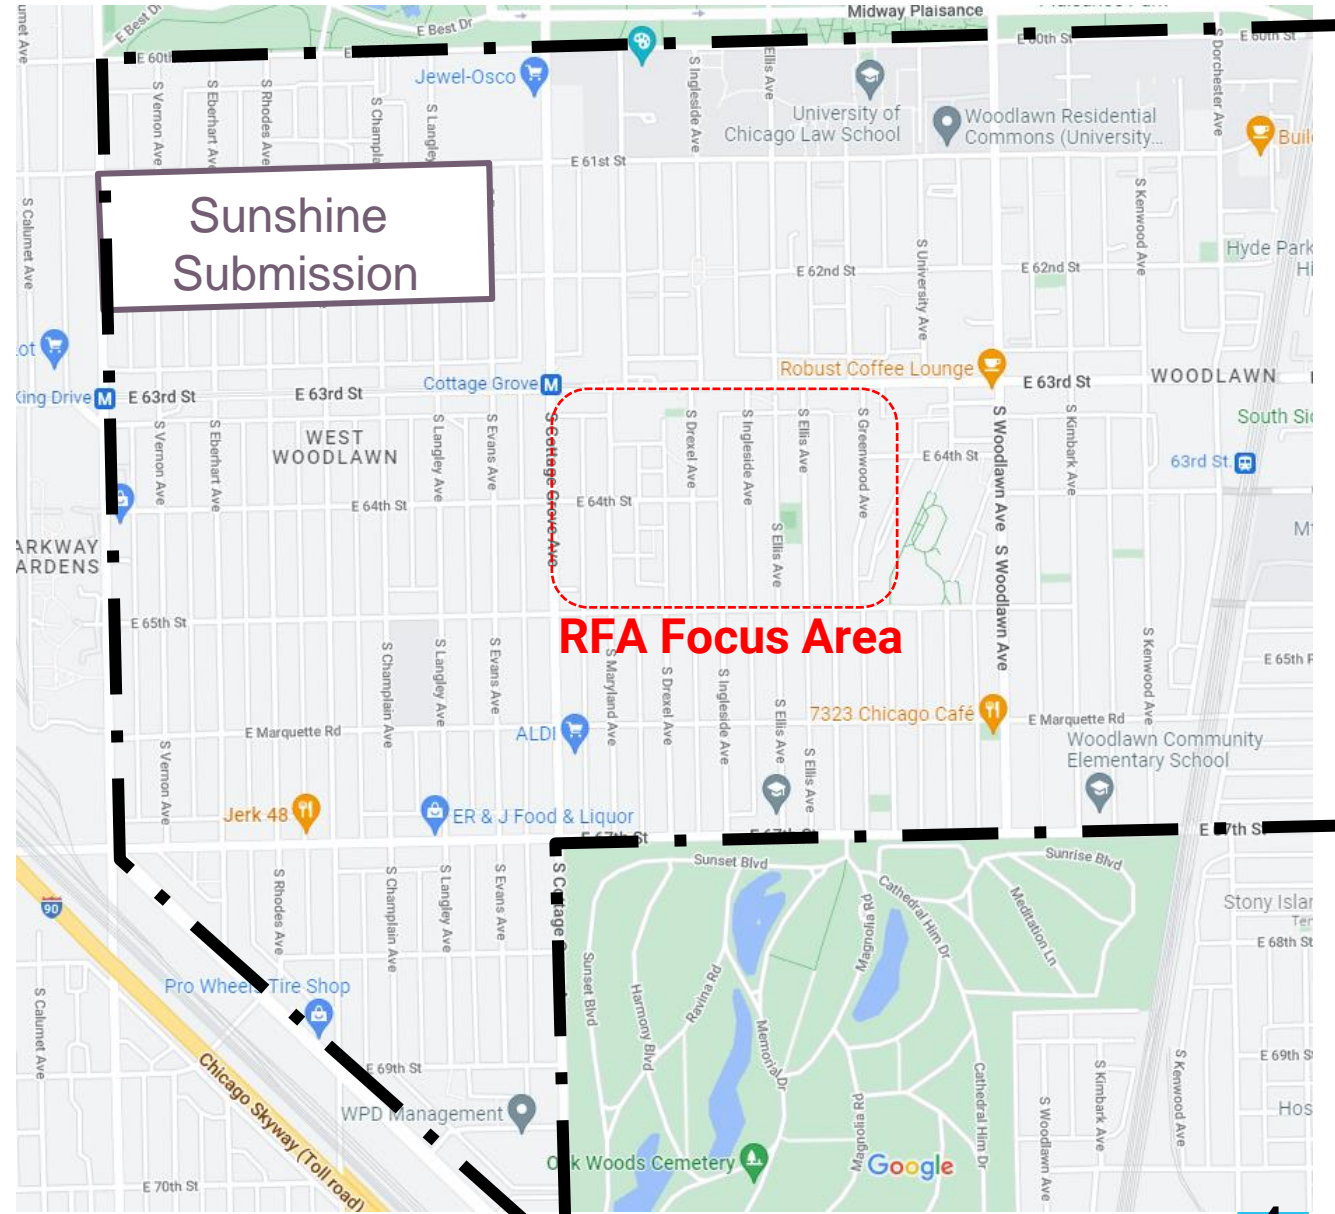 Midway Plaisance
E Best Dr
E Best Dr
E 60th St
E 60th St
Jewel-Osco
University of
Chicago Law School
Woodlawn Residential
Commons (University...
S Vernon Ave
S Rhodes Ave
S Ingleside Ave
Ellis Ave
S Dorchester Ave
E 61st St
Sunshine
Submission
S Calumet Ave
S Kenwood Ave
S University Ave
Hyde Park
E 62nd St
E 62nd St
Robust Coffee Lounge
Cottage Grove
M
King Drive
M
E 63rd St
E 63rd St
E 63rd St
WOODLAWN
WEST
WOODLAWN
S Vernon Ave
S Eberhart Ave
S Langley Ave
S Evans Ave
S Cottage Grove Ave
S Drexel Ave
S Ingleside Ave
S Ellis Ave
S Greenwood Ave
S Woodlawn Ave
S Kimbark Ave
E 64th St
63rd St.
E 64th St
E 64th St
S Ellis Ave
S Woodlawn Ave
E 65th St
RFA Focus Area
S Champlain Ave
S Langley Ave
S Evans Ave
S Maryland Ave
S Drexel Ave
S Ingleside Ave
S Ellis Ave
S Kenwood Ave
7323 Chicago Café
E Marquette Rd
ALDI
E Marquette Rd
Woodlawn Community
Elementary School
S Vernon Ave
S Ellis Ave
Jerk 48
ER & J Food & Liquor
E 67th St
Sunset Blvd
Sunrise Blvd
S Rhodes Ave
S Champlain Ave
S Langley Ave
S Evans Ave
Magnolia Rd
Cathedral Him Dr
Meditation Ln
90
E 68th St
Pro Wheels Tire Shop
S Calumet Ave
Sunset Blvd
Harmony Blvd
Ravina Rd
Memorial Dr
Magnolia Rd
Cathedral Him Dr
S Woodlawn Ave
S Kimbark Ave
S Kenwood Ave
E 69th St
E 69th St
WPD Management
Chicago Skyway (Toll road)
Oak Woods Cemetery
Google
E 70th St